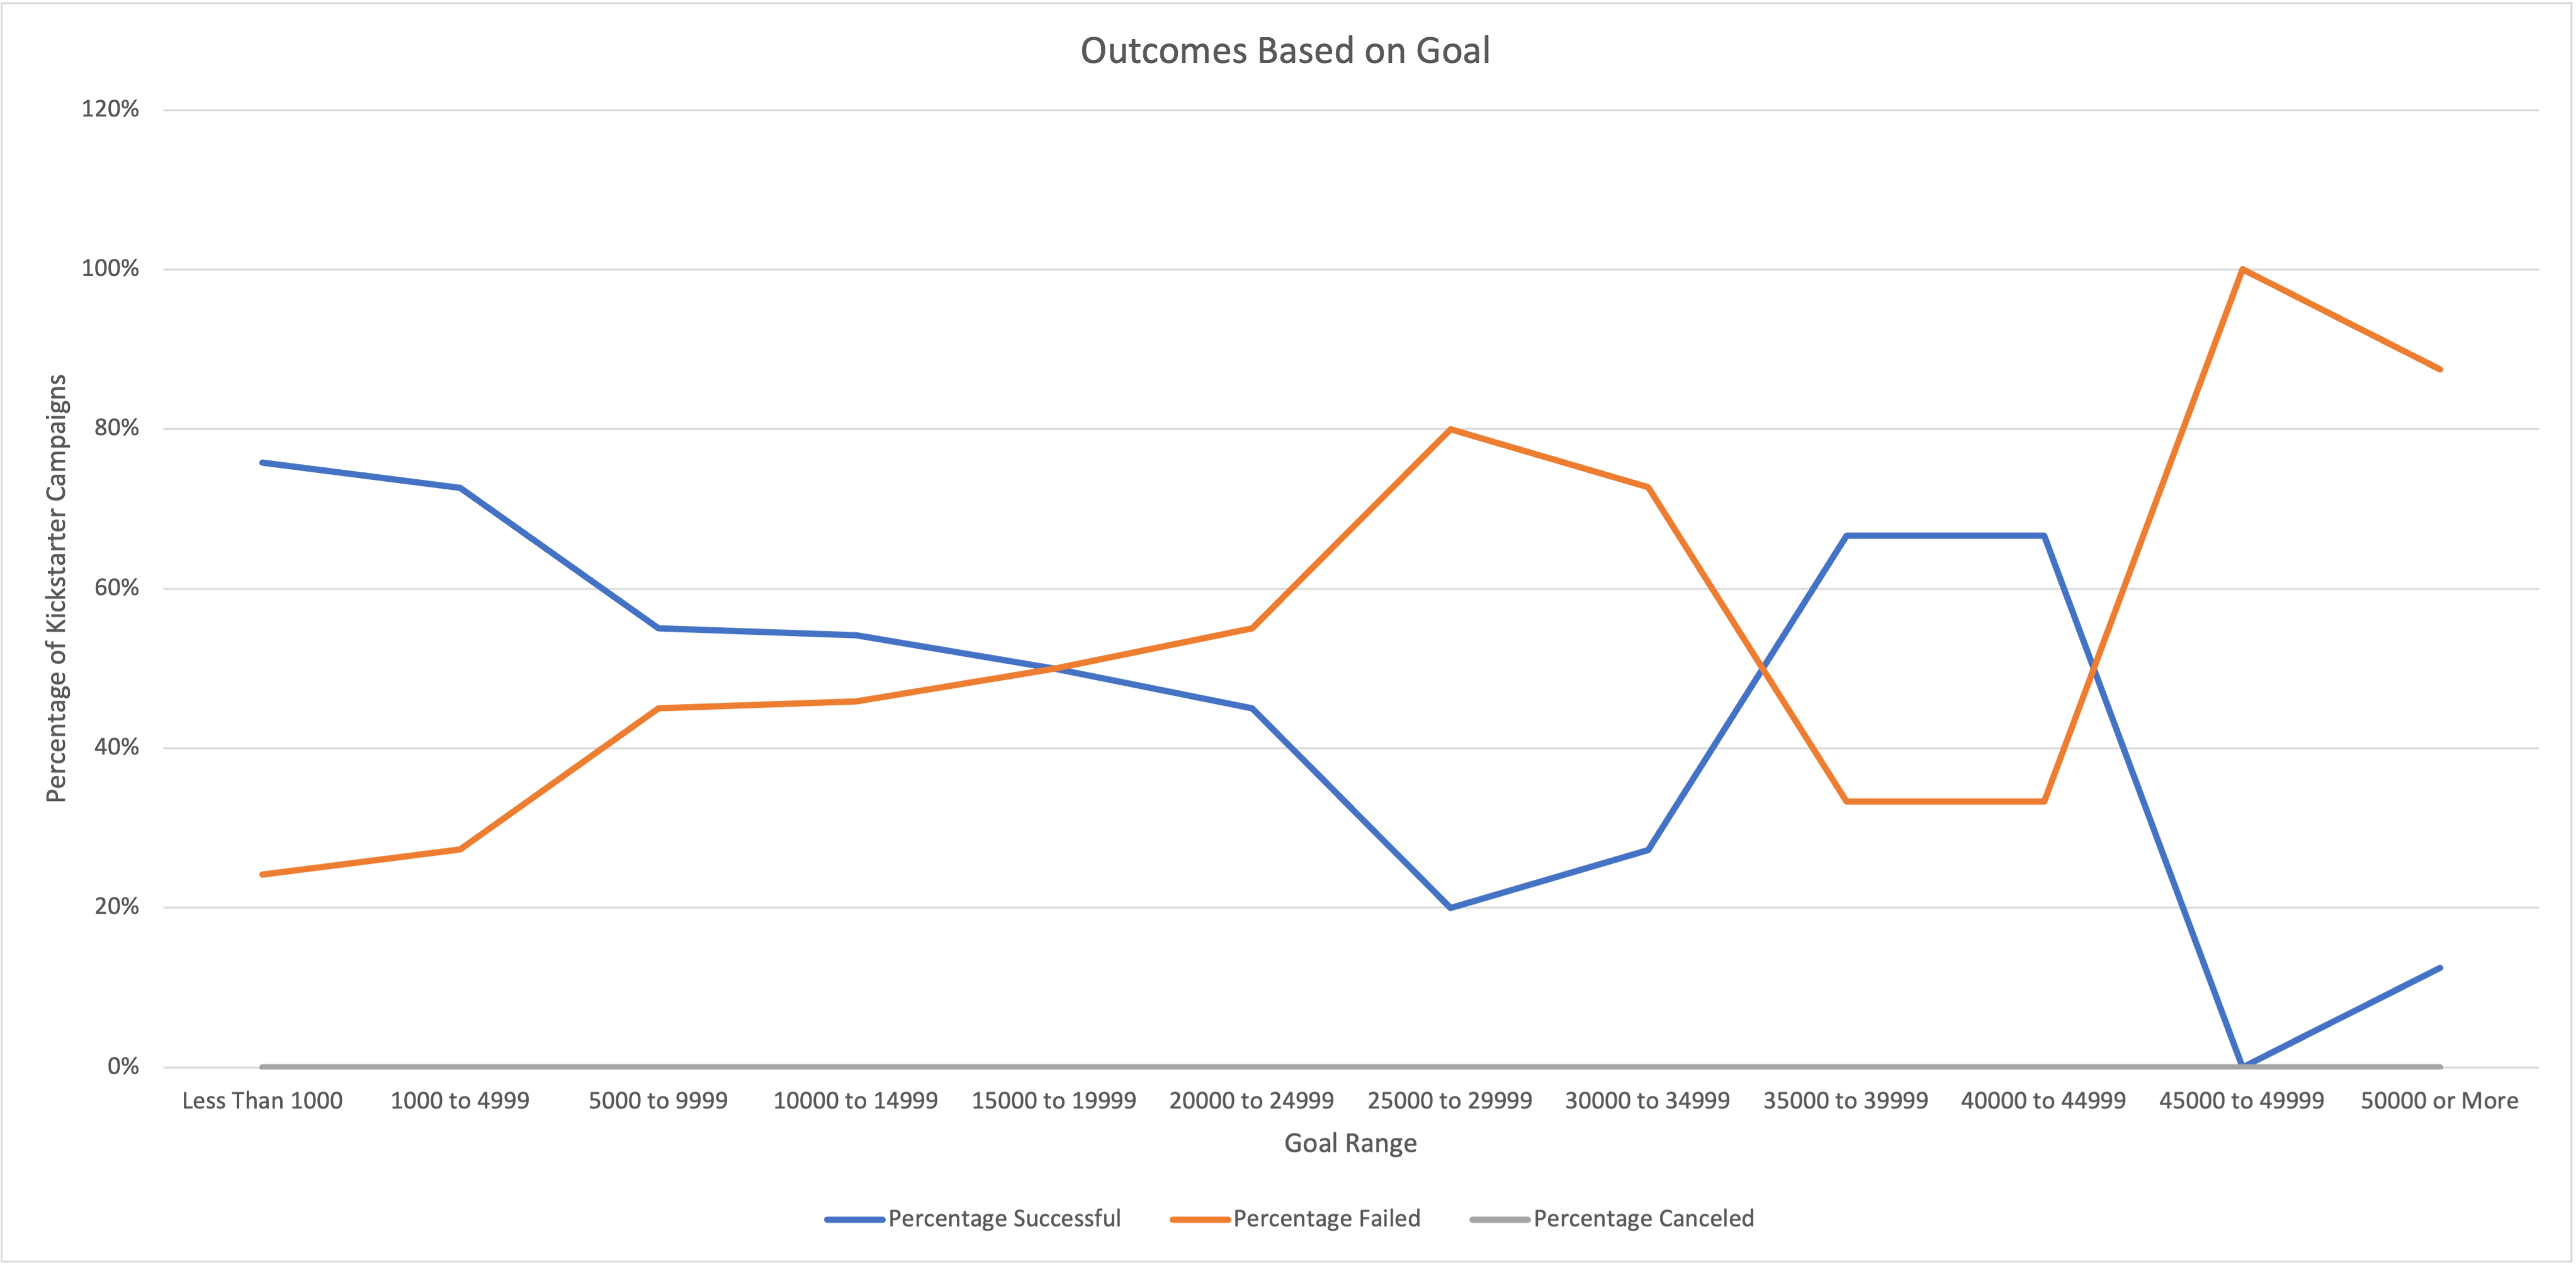 Outcomes Based on Goal
120%
100%
80%
60%
40%
20%
0%
Percentage of Kickstarter Campaigns
Less Than 1000 1000 to 4999 5000 to 9999 10000 to 14999 15000 to 19999 20000 to 24999 25000 to 29999 30000 to 34999 35000 to 39999 40000 to 44999 45000 to 49999 50000 or More
Goal Range
Percentage Successful Percentage Failed Percentage Canceled